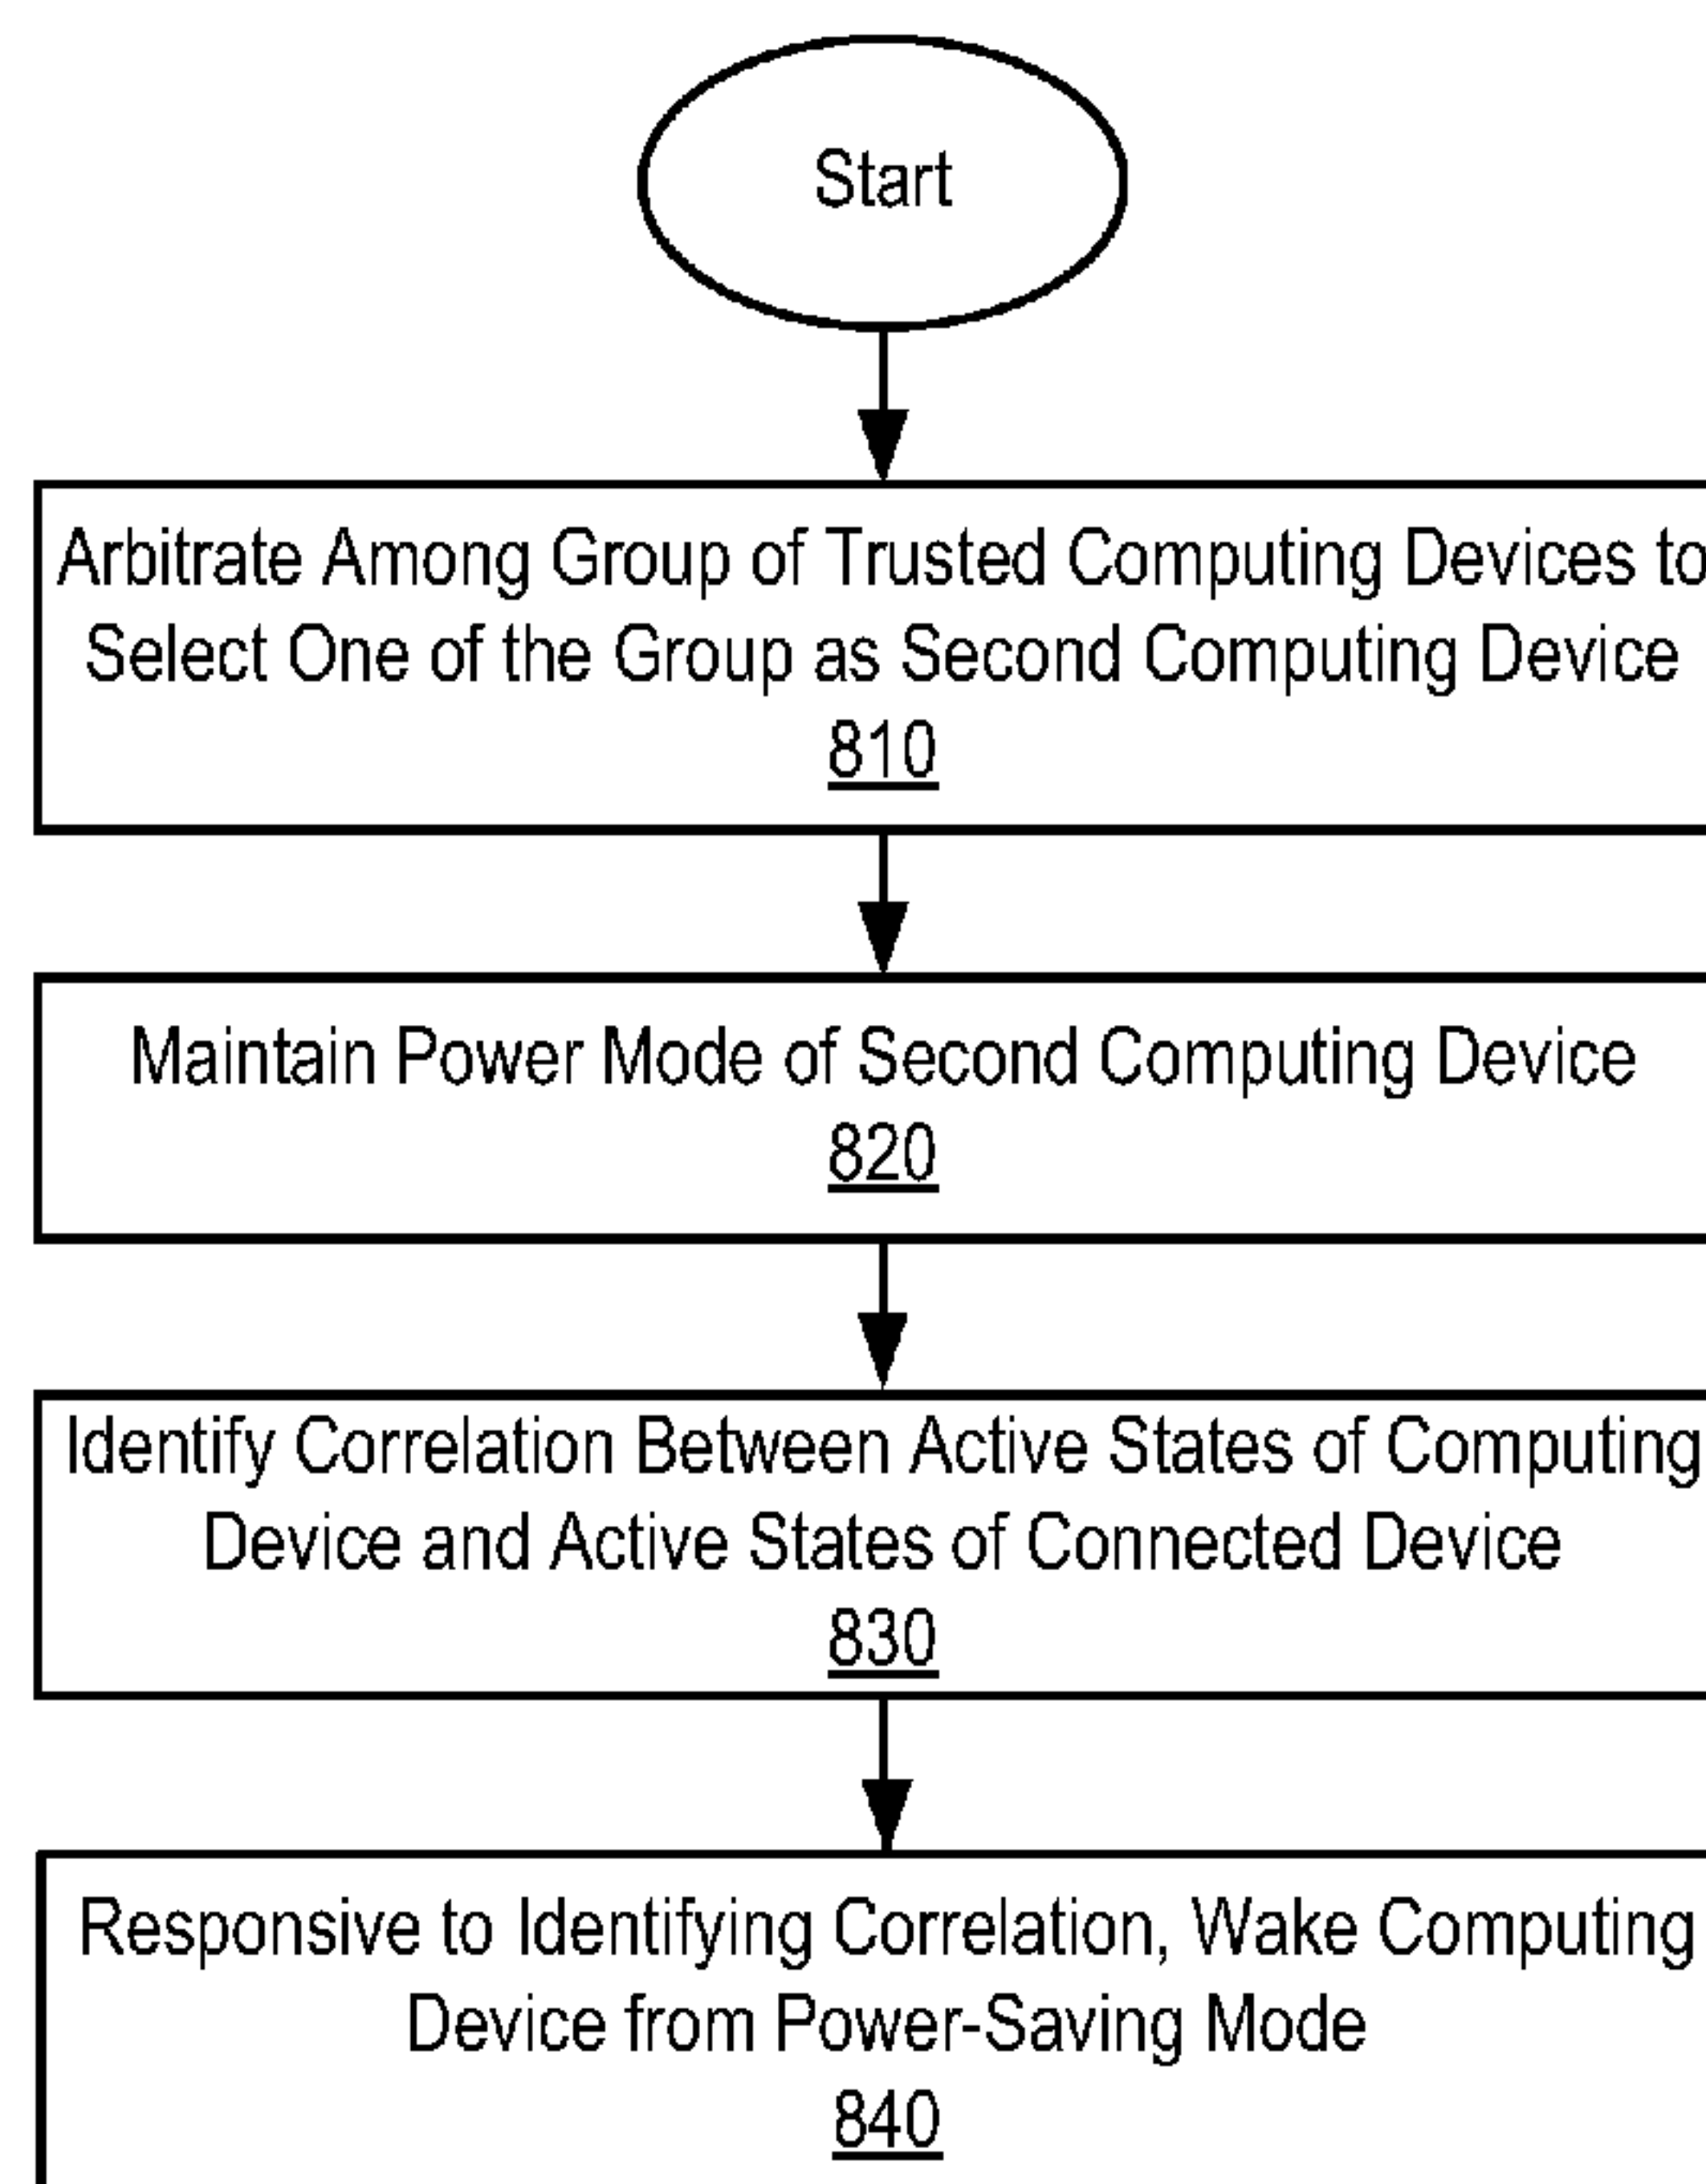 Start
Arbitrate Among Group of Trusted Computing Devices to
Select One of the Group as Second Computing Device
810
Maintain Power Mode of Second Computing Device
820
Identify Correlation Between Active States of Computing
Device and Active States of Connected Device
830
Responsive to Identifying Correlation, Wake Computing
Device from Power-Saving Mode
840